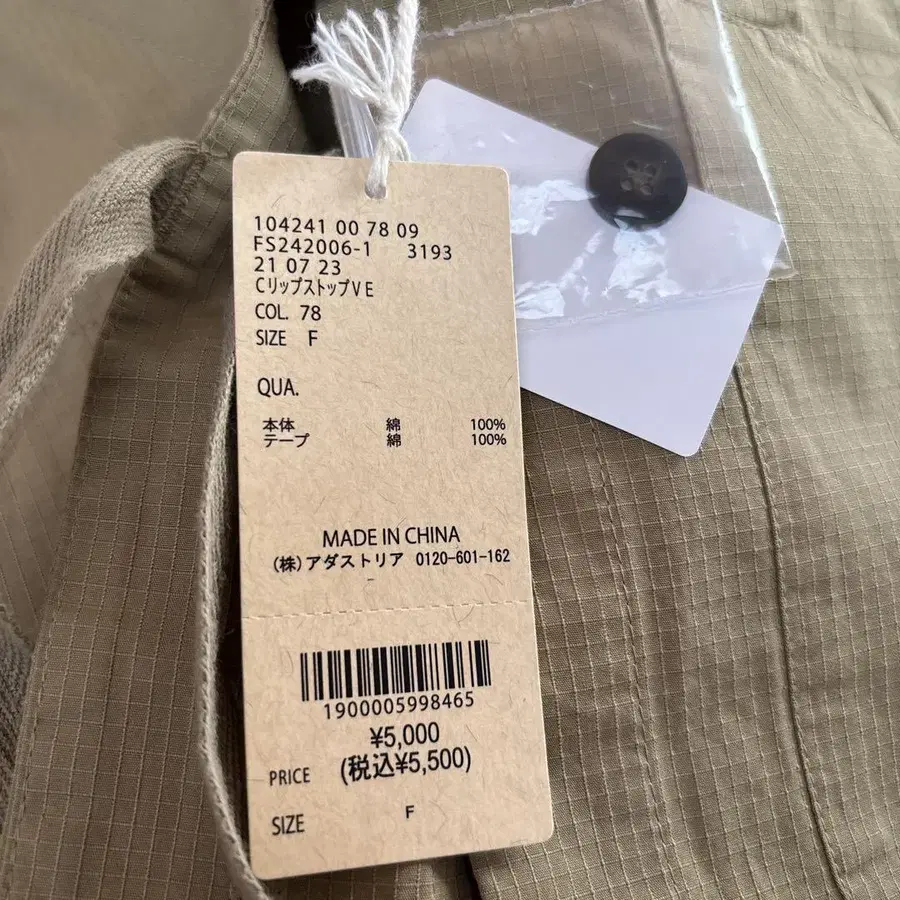 104241 00 78 09
FS242006-1 3193
21 07 23
CリップストップVE
COL. 78
SIZE F
QUA.
本体 綿 100%
テープ 綿 100%
MADE IN CHINA
(株)アダストリア 0120-601-162
1900005998465
¥5,000
PRICE (税込¥5,500)
SIZE F